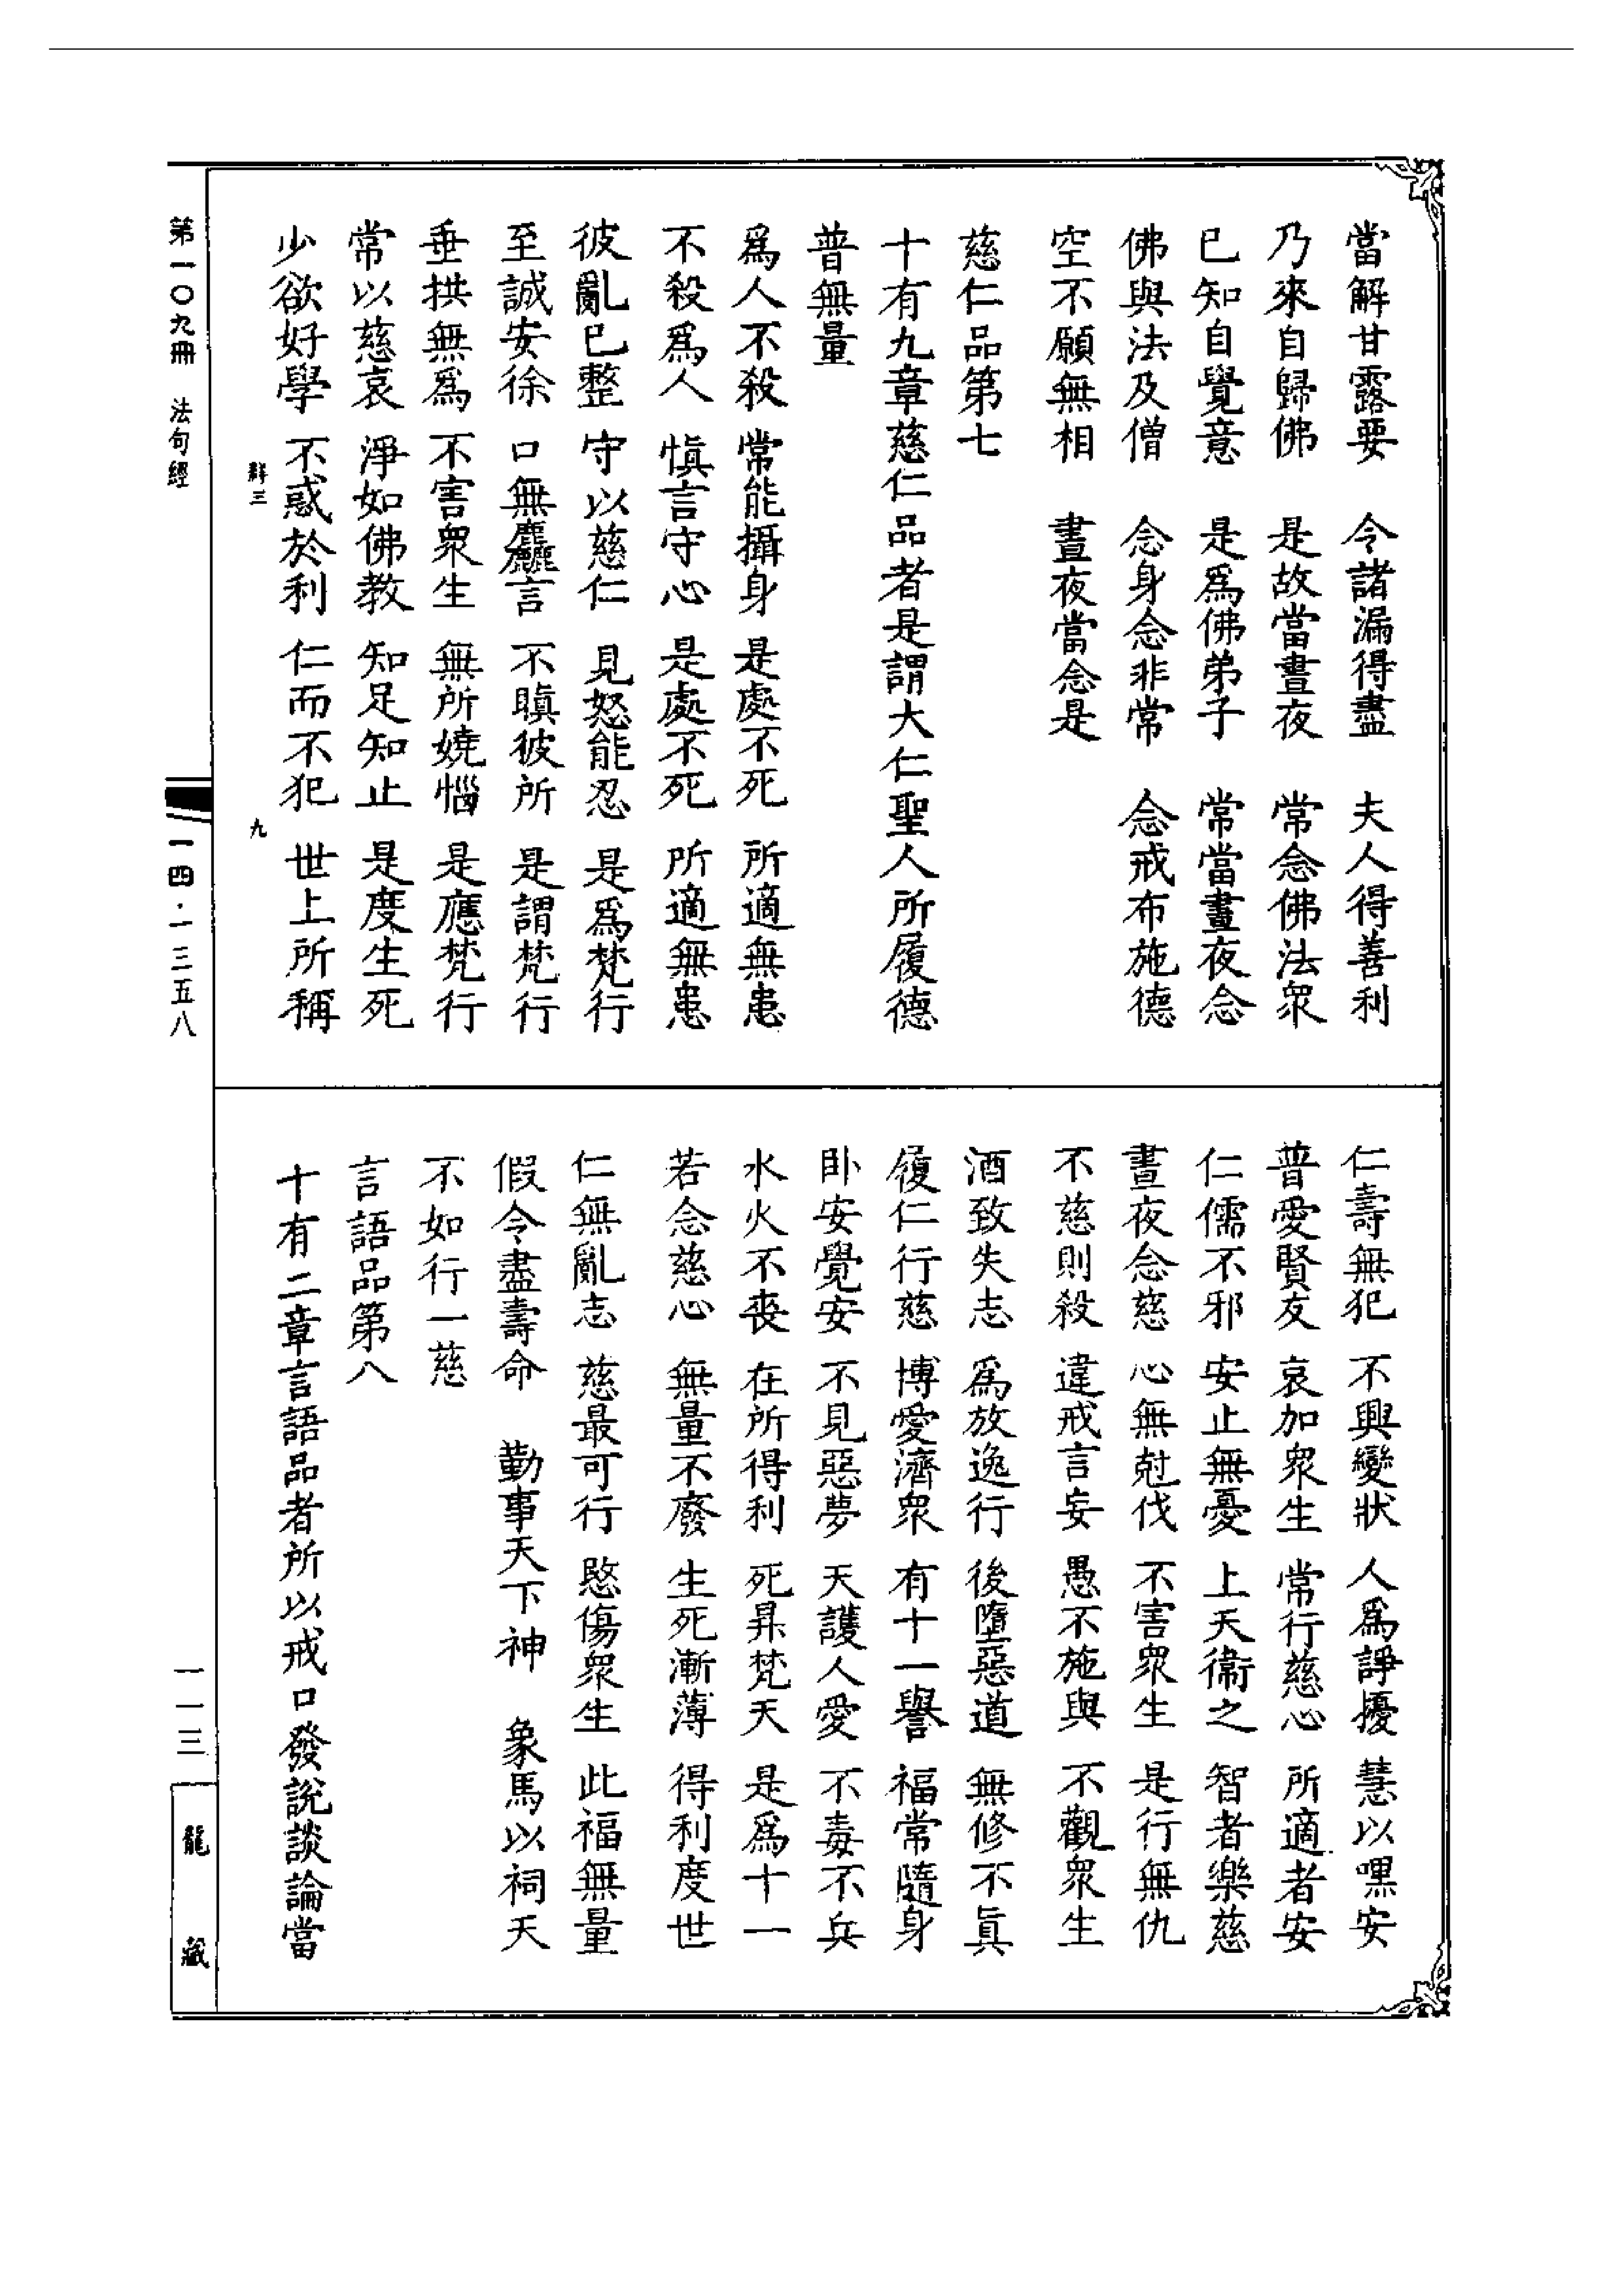 當解甘露要　令諸漏得盡　夫人得善利
乃來自歸佛　是故當晝夜　常念佛法衆
已知自覺意　是爲佛弟子　常當晝夜念
佛與法及僧　念身念非常　念戒布施德
空不願無相　晝夜當念是
慈仁品第七
十有九章慈仁品者是謂大仁聖人所履德
普無量
爲人不殺　常能攝身　是處不死　所適無患
不殺爲人　愼言守心　是處不死　所適無患
彼亂已整　守以慈仁　見怒能忍　是爲梵行
至誠安徐　口無麤言　不瞋彼所　是謂梵行
垂拱無爲　不害衆生　無所嬈惱　是應梵行
常以慈哀　淨如佛教　知足知止　是度生死
少欲好學　不惑於利　仁而不犯　世上所稱
群三　九
仁壽無犯　不興變狀　人爲諍擾　慧以嘿安
普愛賢友　哀加衆生　常行慈心　所適者安
仁儒不邪　安止無憂　上天衞之　智者樂慈
晝夜念慈　心無尅伐　不害衆生　是行無仇
不慈則殺　違戒言妄　愚不施與　不觀衆生
酒致失志　爲放逸行　後墮惡道　無修不眞
履仁行慈　博愛濟衆　有十一譽　福常隨身
卧安覺安　不見惡夢　天護人愛　不毒不兵
水火不喪　在所得利　死昇梵天　是爲十一
若念慈心　無量不廢　生死漸薄　得利度世
仁無亂志　慈最可行　愍傷衆生　此福無量
假令盡壽命　勤事天下神　象馬以祠天
不如行一慈
言語品第八
十有二章言語品者所以戒口發説談論當
第一〇九冊　法句經
一四·一三五八
一一三
龍藏